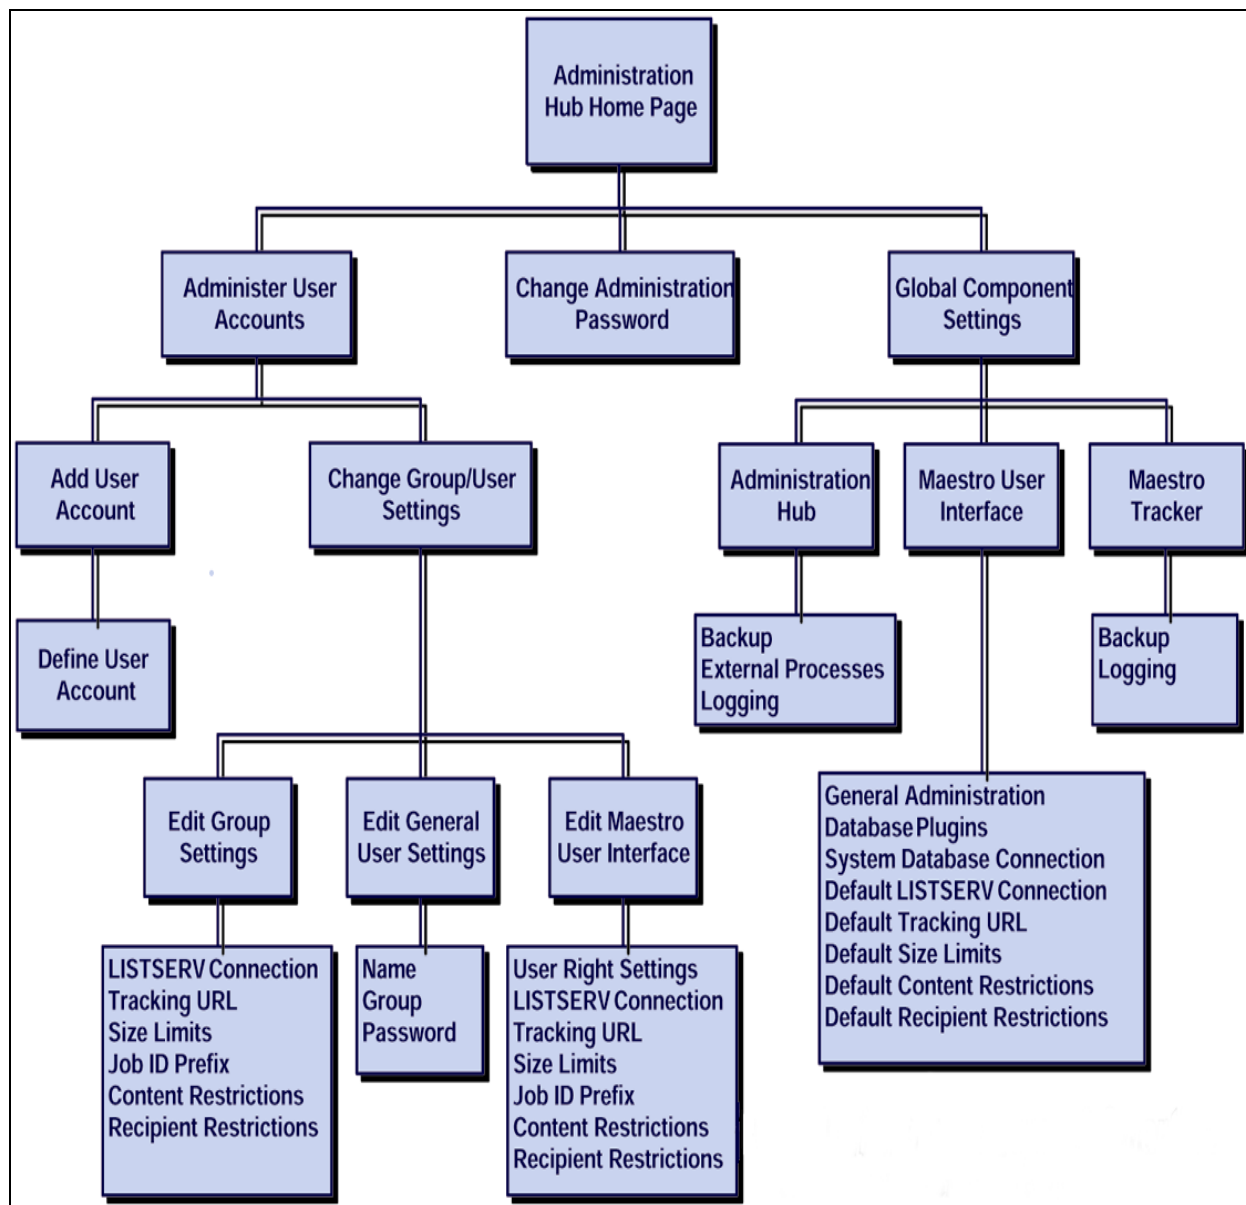 Administration
Hub Home Page
Administer User
Accounts
Change Administration
Password
Global Component
Settings
Add User
Account
Change Group/User
Settings
Administration
Hub
Maestro User
Interface
Maestro
Tracker
Define User
Account
Backup
External Processes
Logging
Backup
Logging
Edit Group
Settings
Edit General
User Settings
Edit Maestro
User Interface
General Administration
Database Plugins
System Database Connection
Default LISTSERV Connection
Default Tracking URL
Default Size Limits
Default Content Restrictions
Default Recipient Restrictions
LISTSERV Connection
Tracking URL
Size Limits
Job ID Prefix
Content Restrictions
Recipient Restrictions
Name
Group
Password
User Right Settings
LISTSERV Connection
Tracking URL
Size Limits
Job ID Prefix
Content Restrictions
Recipient Restrictions